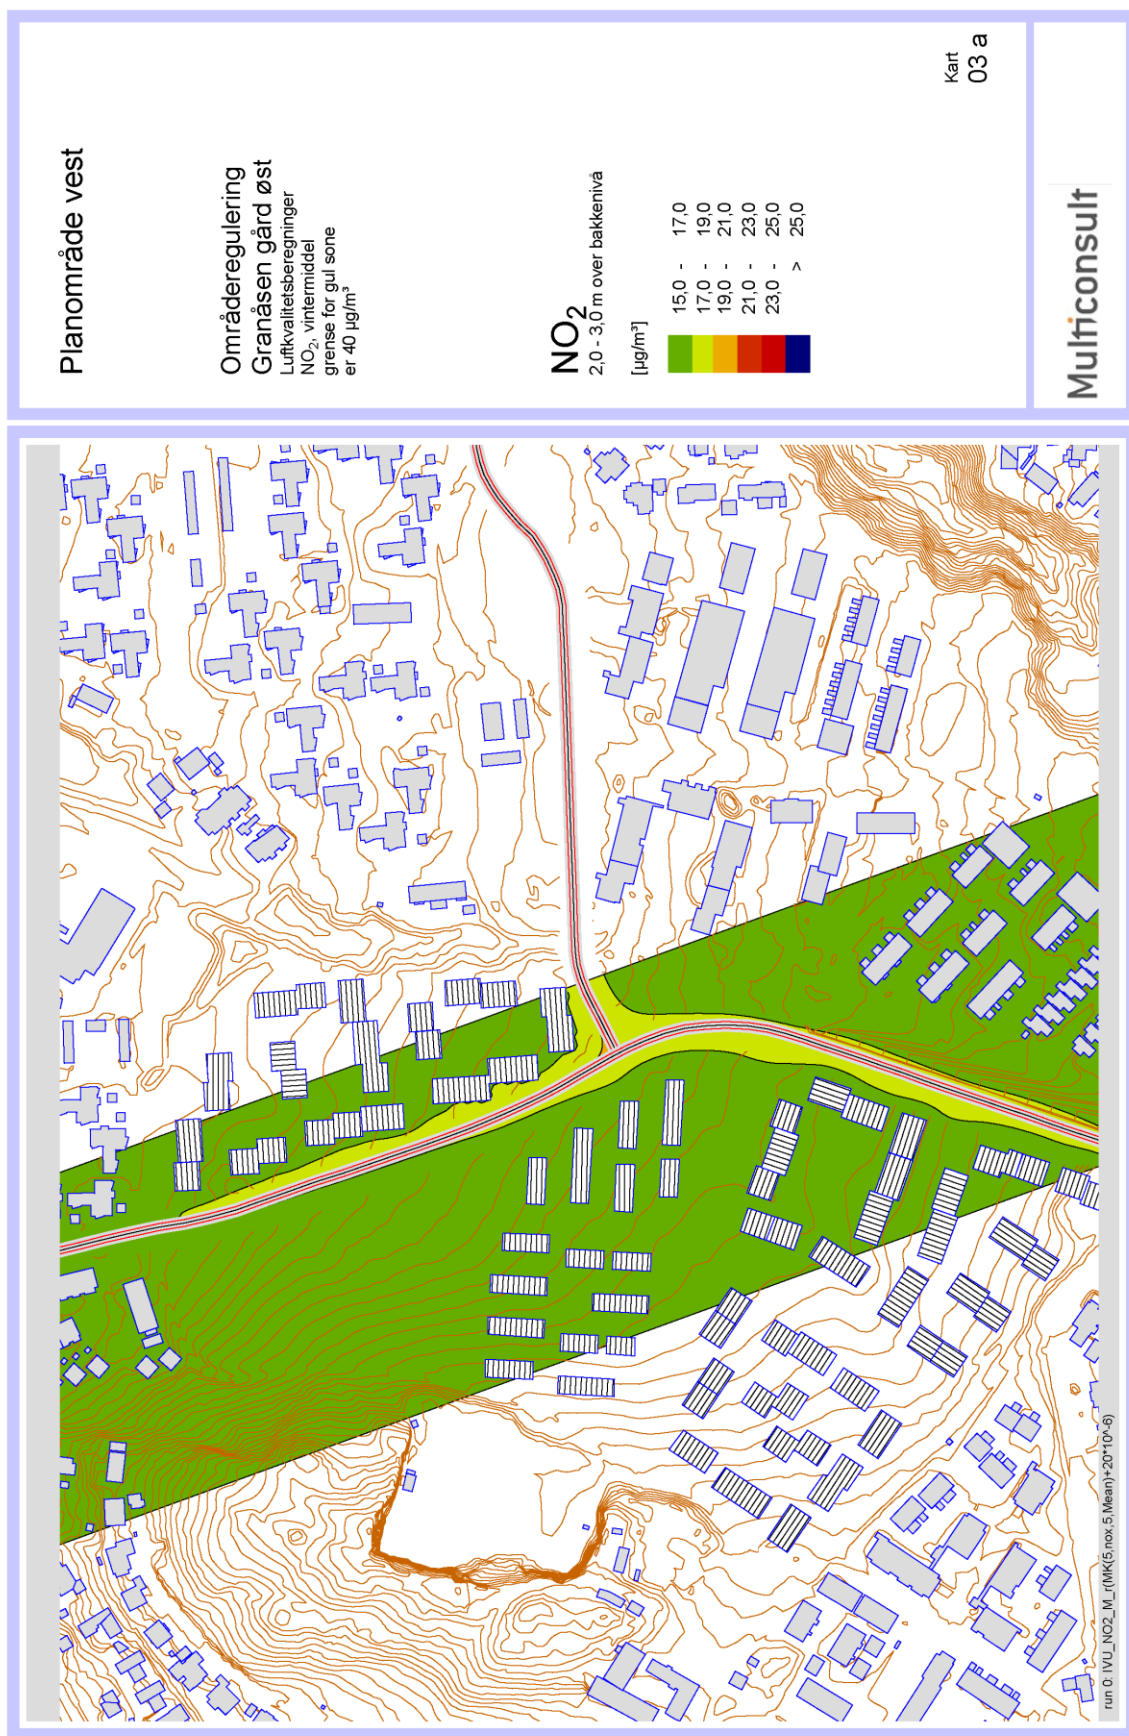 Planområde vest
Områderegulering
Granåsen gård øst
Luftkvalitetsberegninger
NO2, vintermiddel
grense for gul sone
er 40 µg/m³
NO2
2,0 - 3,0 m over bakkenivå
[µg/m³]
15,0 - 17,0
17,0 - 19,0
19,0 - 21,0
21,0 - 23,0
23,0 - 25,0
> 25,0
Kart
03 a
Multiconsult
run 0: IVU_NO2_M_r(MK(5,nox,5,Mean)+20*10^-6)